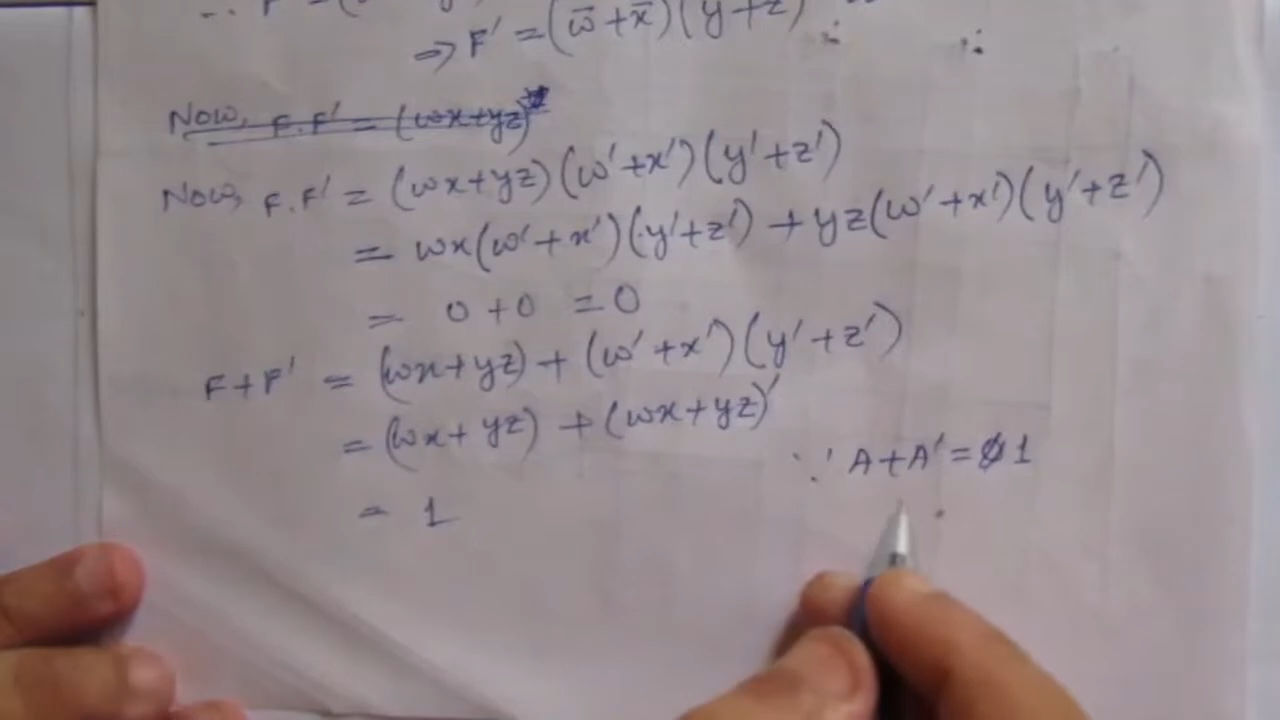 ∴ F' = (
⇒ F' = (w̄+x̄)(y+z)
Now, F.F' = (wx+yz)
Now, F.F' = (wx+yz)(w'+x')(y'+z')
= wx(w'+x')(y'+z') + yz(w'+x')(y'+z')
= 0+0 = 0
F+F' = (wx+yz)+(w'+x')(y'+z')
= (wx+yz)+(wx+yz)'
∵ A+A' = 1
= 1